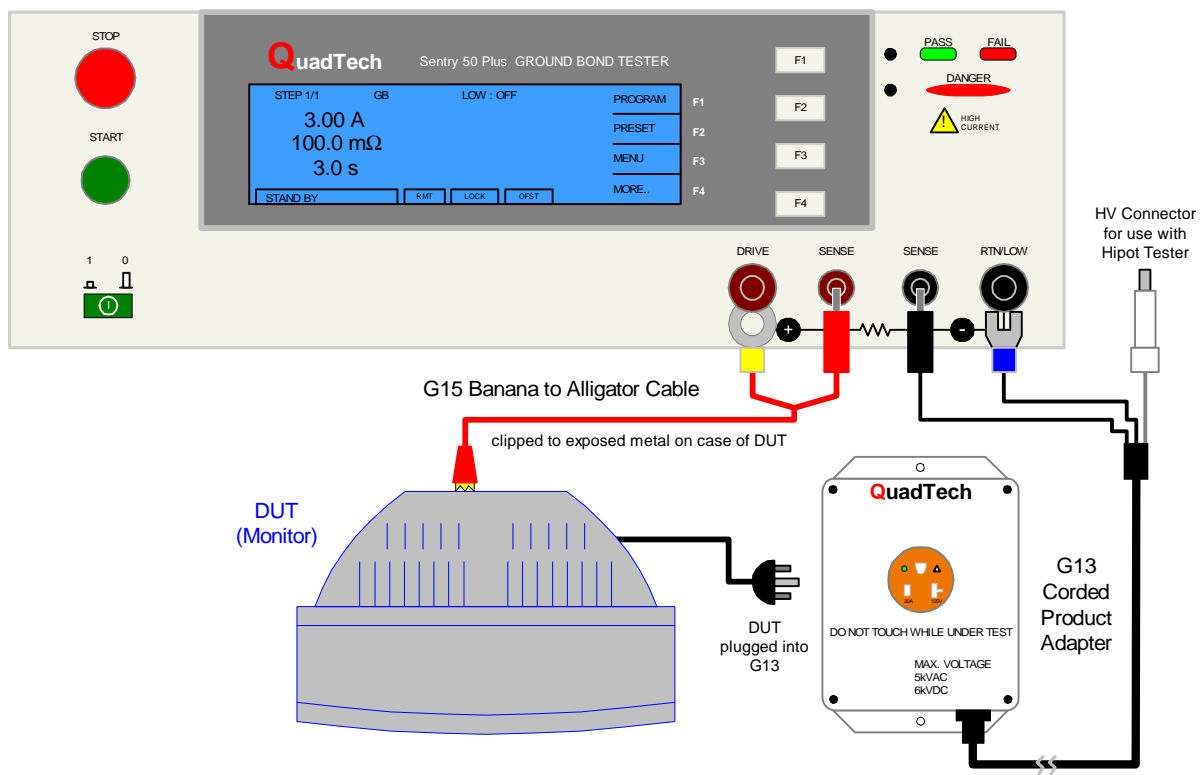 STOP
START
1 0
QuadTech
Sentry 50 Plus GROUND BOND TESTER
STEP 1/1 GB LOW : OFF
3.00 A
100.0 mΩ
3.0 s
STAND BY RMT LOCK OFST
PROGRAM F1
PRESET F2
MENU F3
MORE.. F4
F1
F2
F3
F4
PASS FAIL
DANGER
!
HIGH
CURRENT
DRIVE SENSE SENSE RTN/LOW
+ -
HV Connector
for use with
Hipot Tester
G15 Banana to Alligator Cable
clipped to exposed metal on case of DUT
DUT
(Monitor)
DUT
plugged into
G13
QuadTech
20A 125V
DO NOT TOUCH WHILE UNDER TEST
MAX. VOLTAGE
5kVAC
6kVDC
G13
Corded
Product
Adapter